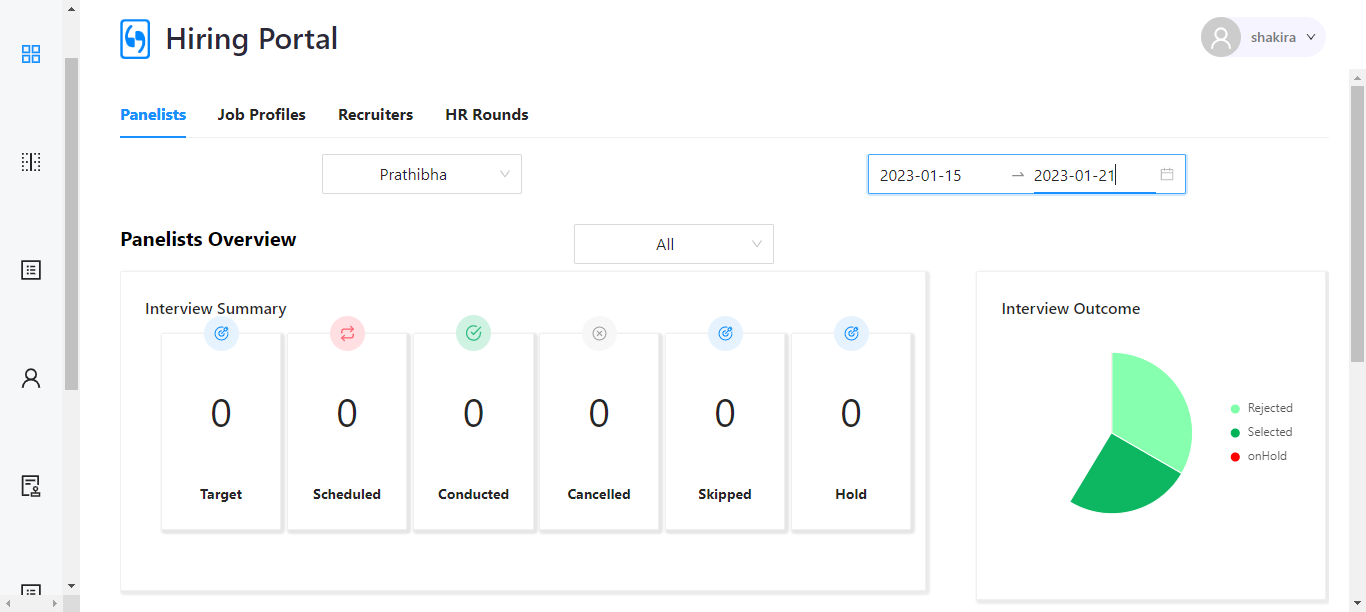 Hiring Portal
shakira
Panelists Job Profiles Recruiters HR Rounds
Prathibha
2023-01-15 → 2023-01-21
Panelists Overview
All
Interview Summary
0 0 0 0 0 0
Target Scheduled Conducted Cancelled Skipped Hold
Interview Outcome
Rejected
Selected
onHold